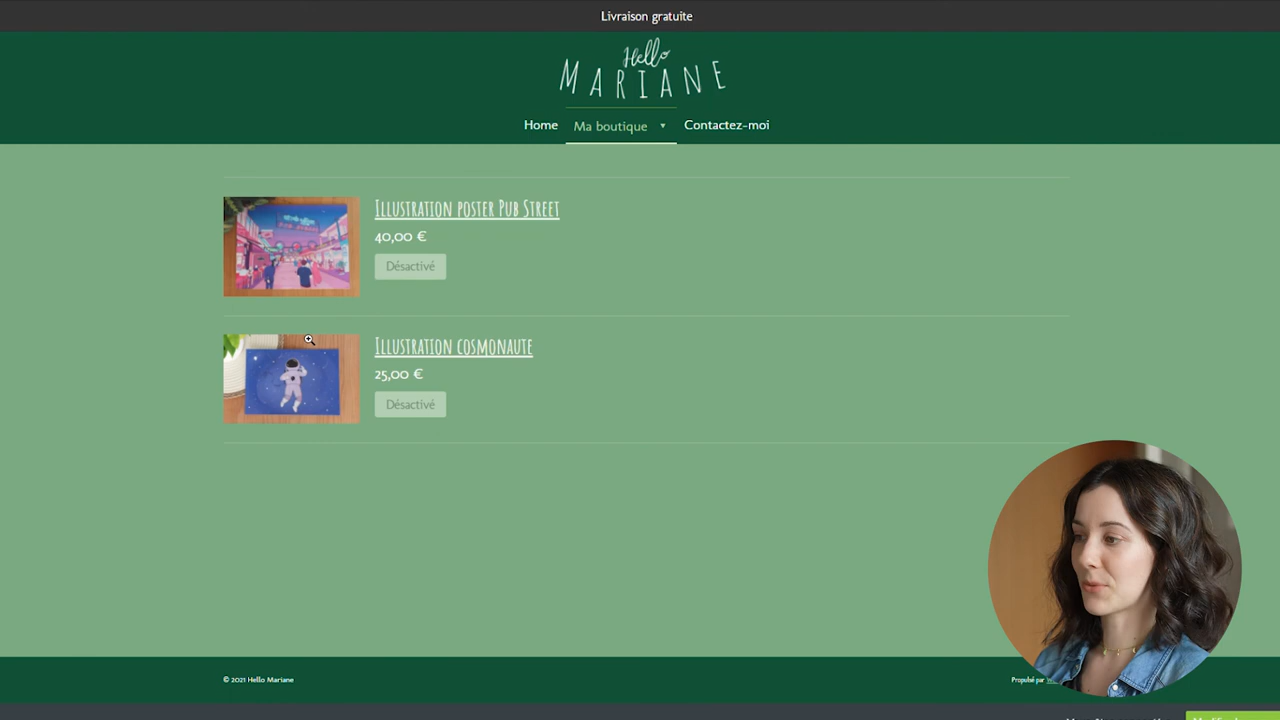 Livraison gratuite
Hello
MARIANE
Home
Ma boutique
Contactez-moi
Illustration poster Pub Street
40,00 €
Désactivé
Illustration cosmonaute
25,00 €
Désactivé
© 2021 Hello Mariane
Propulsé par